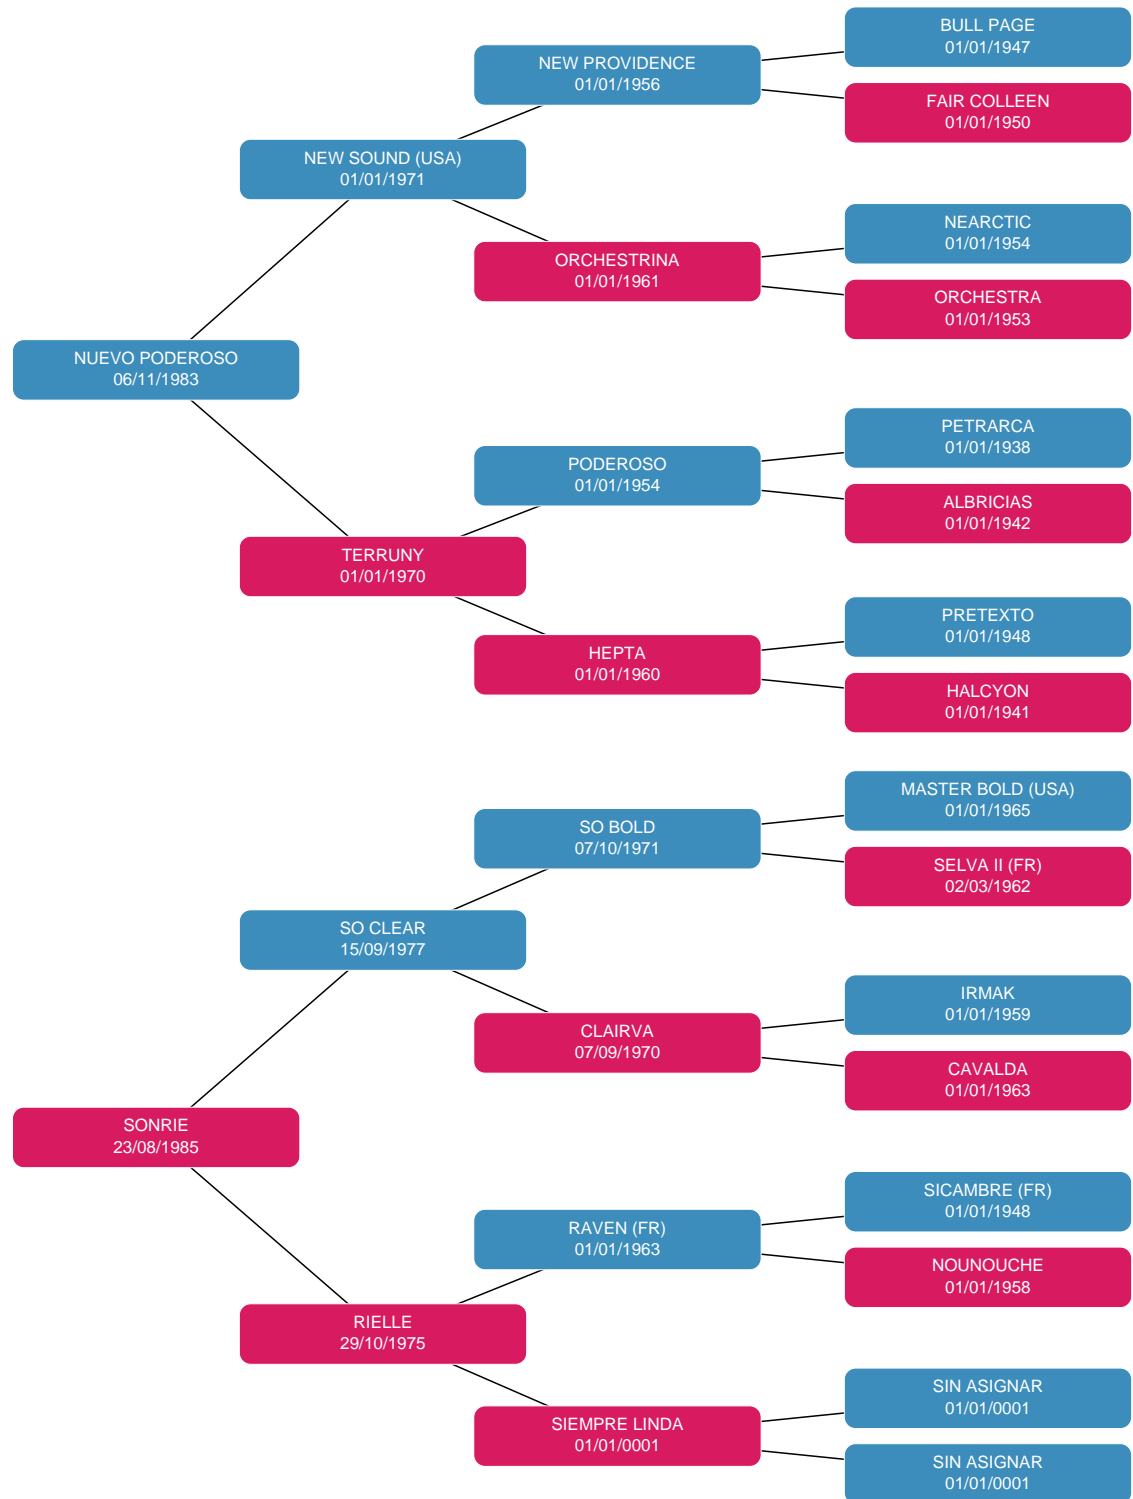 BULL PAGE
01/01/1947
NEW PROVIDENCE
01/01/1956
FAIR COLLEEN
01/01/1950
NEW SOUND (USA)
01/01/1971
NEARCTIC
01/01/1954
ORCHESTRINA
01/01/1961
ORCHESTRA
01/01/1953
NUEVO PODEROSO
06/11/1983
PETRARCA
01/01/1938
PODEROSO
01/01/1954
ALBRICIAS
01/01/1942
TERRUNY
01/01/1970
PRETEXTO
01/01/1948
HEPTA
01/01/1960
HALCYON
01/01/1941
MASTER BOLD (USA)
01/01/1965
SO BOLD
07/10/1971
SELVA II (FR)
02/03/1962
SO CLEAR
15/09/1977
IRMAK
01/01/1959
CLAIRVA
07/09/1970
CAVALDA
01/01/1963
SONRIE
23/08/1985
SICAMBRE (FR)
01/01/1948
RAVEN (FR)
01/01/1963
NOUNOUCHE
01/01/1958
RIELLE
29/10/1975
SIN ASIGNAR
01/01/0001
SIEMPRE LINDA
01/01/0001
SIN ASIGNAR
01/01/0001